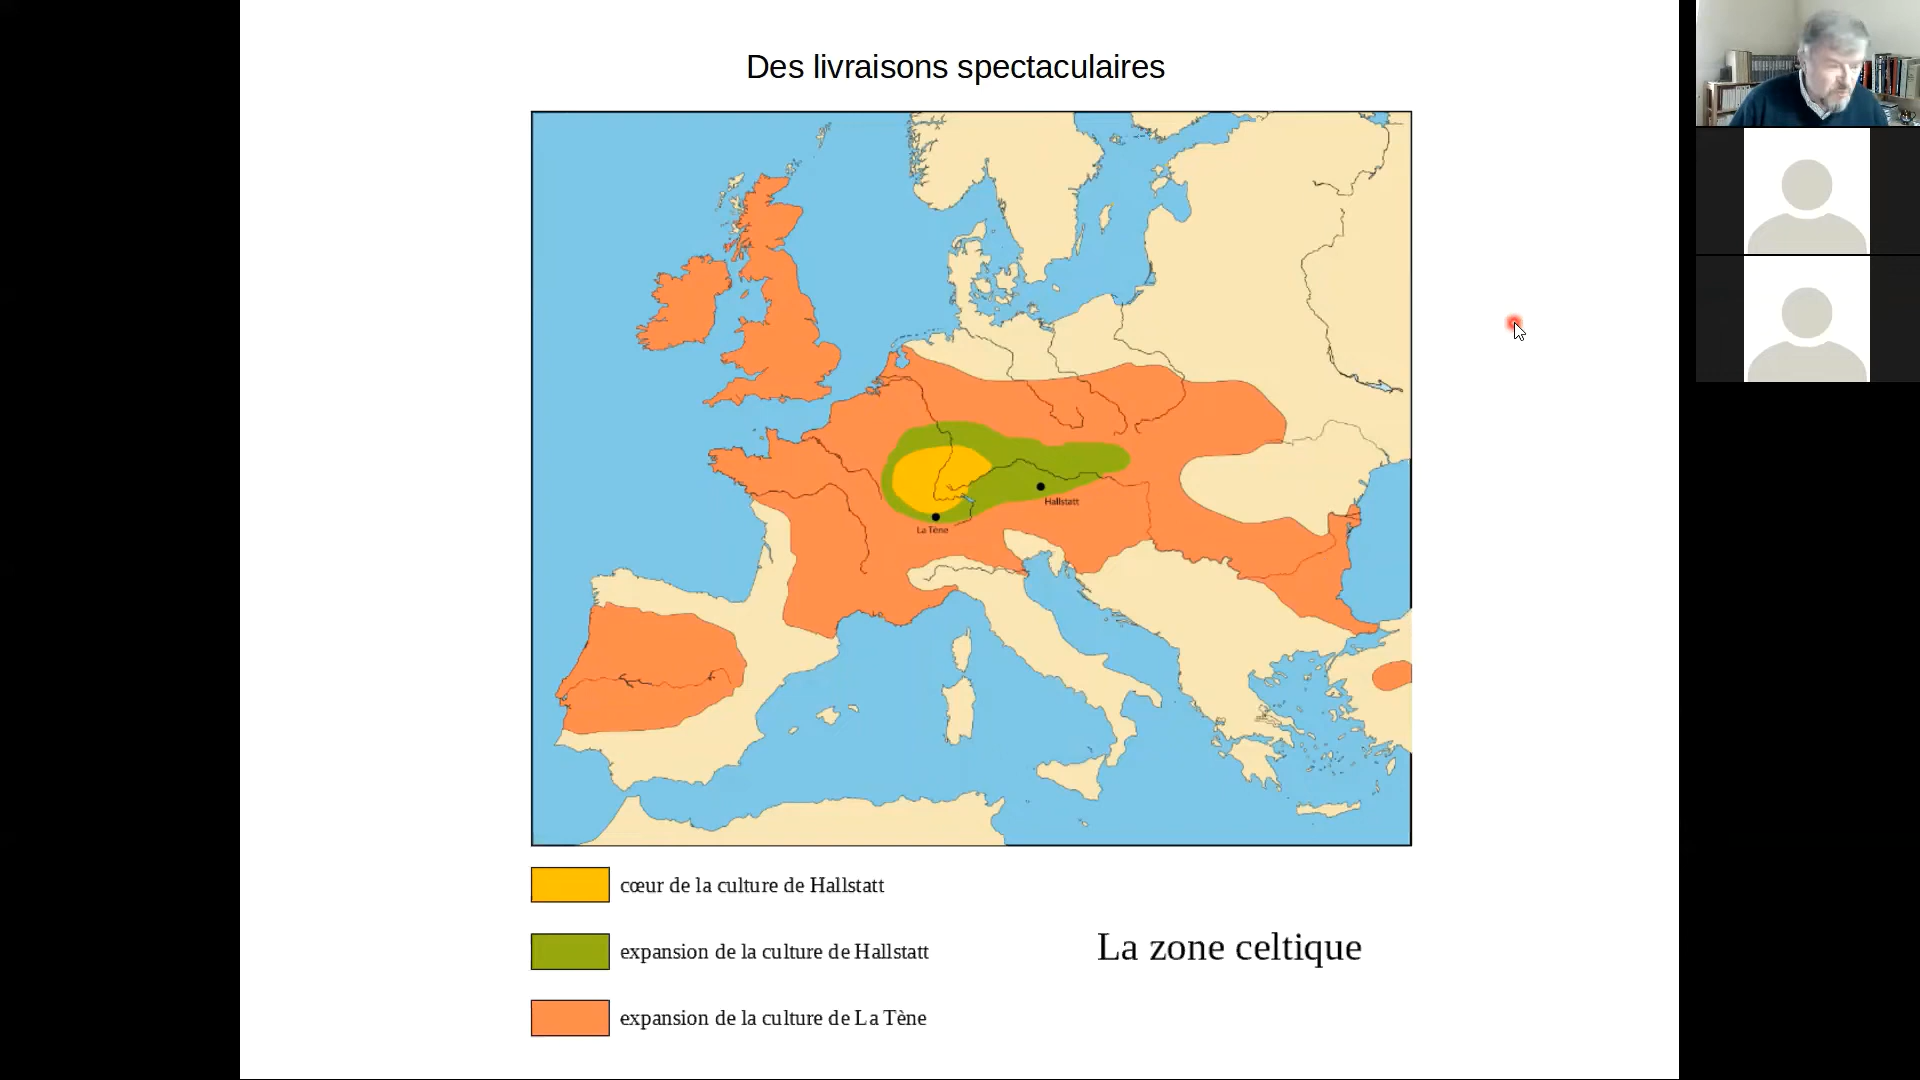 Des livraisons spectaculaires
Hallstatt
La Tène
cœur de la culture de Hallstatt
expansion de la culture de Hallstatt
La zone celtique
expansion de la culture de La Tène